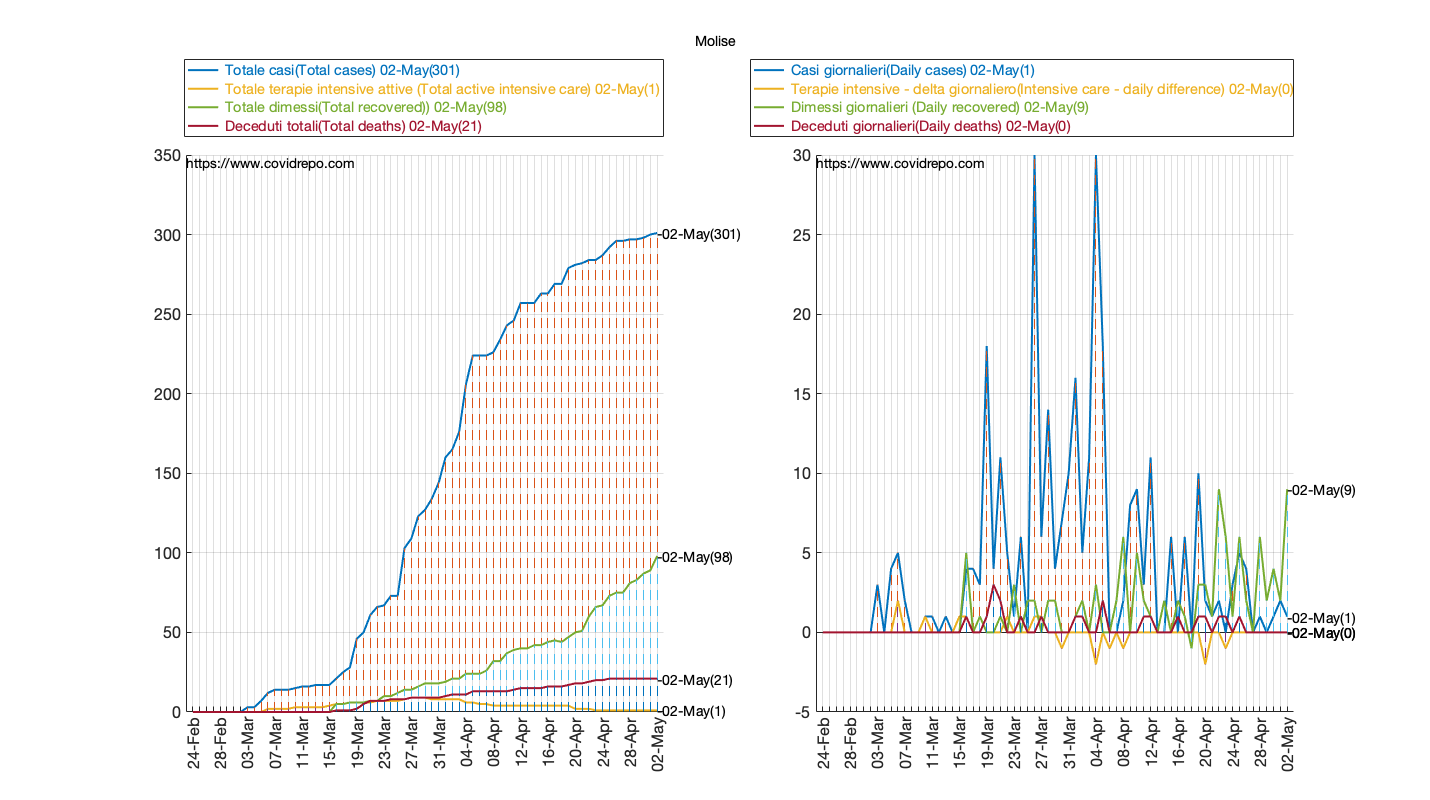 Molise
Totale casi(Total cases) 02-May(301)
Totale terapie intensive attive (Total active intensive care) 02-May(1)
Totale dimessi(Total recovered)) 02-May(98)
Deceduti totali(Total deaths) 02-May(21)
https://www.covidrepo.com
350
300
250
200
150
100
50
0
02-May(301)
02-May(98)
02-May(21)
02-May(1)
24-Feb
28-Feb
03-Mar
07-Mar
11-Mar
15-Mar
19-Mar
23-Mar
27-Mar
31-Mar
04-Apr
08-Apr
12-Apr
16-Apr
20-Apr
24-Apr
28-Apr
02-May
Casi giornalieri(Daily cases) 02-May(1)
Terapie intensive - delta giornaliero(Intensive care - daily difference) 02-May(0)
Dimessi giornalieri (Daily recovered) 02-May(9)
Deceduti giornalieri(Daily deaths) 02-May(0)
https://www.covidrepo.com
30
25
20
15
10
5
0
-5
02-May(9)
02-May(1)
02-May(0)
24-Feb
28-Feb
03-Mar
07-Mar
11-Mar
15-Mar
19-Mar
23-Mar
27-Mar
31-Mar
04-Apr
08-Apr
12-Apr
16-Apr
20-Apr
24-Apr
28-Apr
02-May